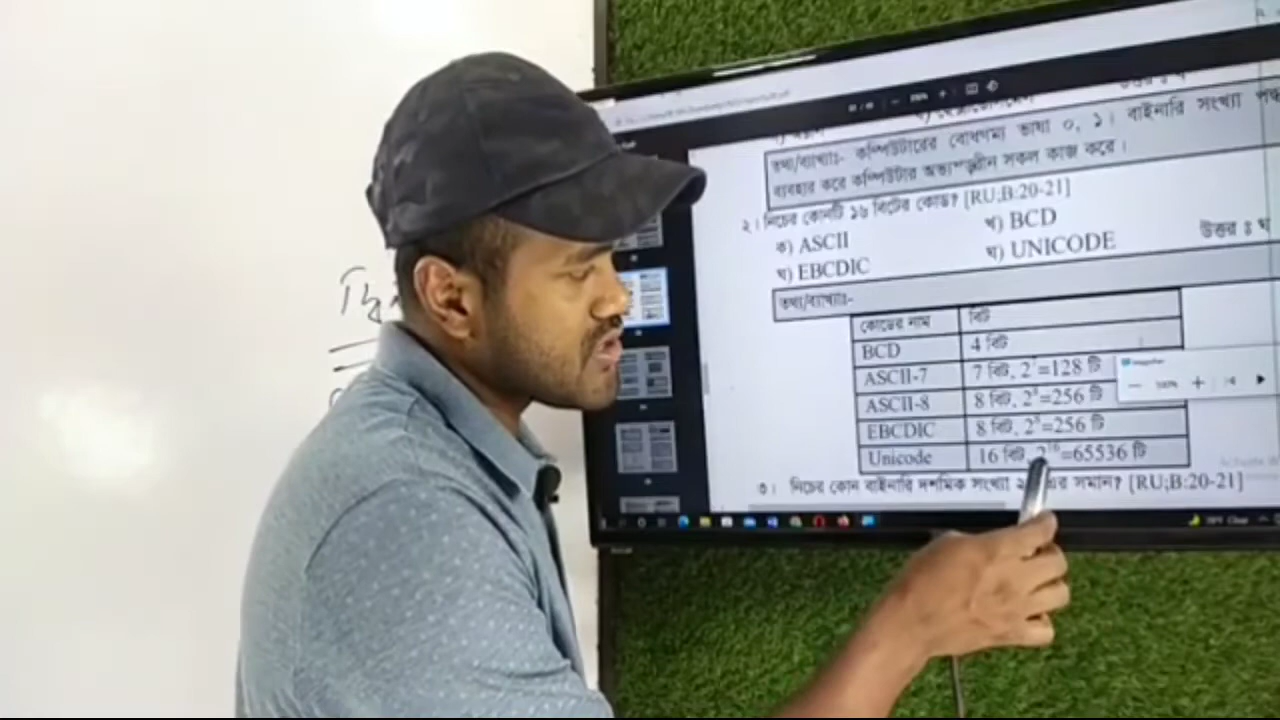 তথ্য/ব্যাখ্যাঃ- কম্পিউটারের বোধগম্য ভাষা ০, ১। বাইনারি সংখ্যা
ব্যবহার করে কম্পিউটার অভ্যন্তরীন সকল কাজ করে।
২। নিচের কোনটি ১৬ বিটের কোড? [RU;B:20-21]
ক) ASCII খ) BCD
ঘ) EBCDIC ঘ) UNICODE উত্তর ঃ ঘ
তথ্য/ব্যাখ্যাঃ-
কোডের নাম বিট
BCD 4 বিট
ASCII-7 7 বিট, 2⁷=128 টি
ASCII-8 8 বিট, 2⁸=256 টি
EBCDIC 8 বিট, 2⁸=256 টি
Unicode 16 বিট, 2¹⁶=65536 টি
৩। নিচের কোন বাইনারি দশমিক সংখ্যা এর সমান? [RU;B:20-21]